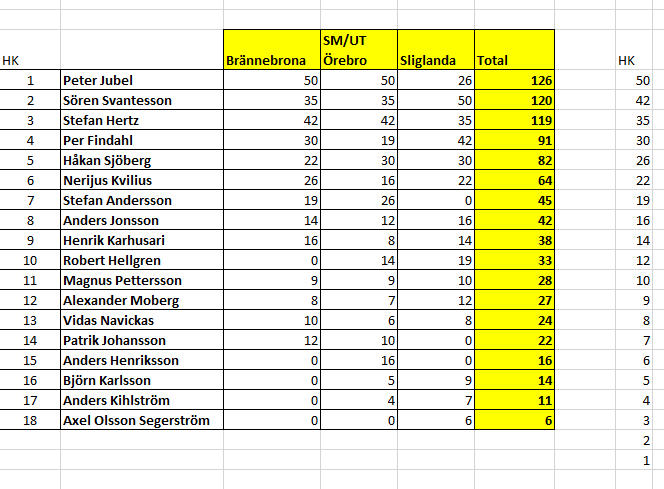 SM/UT
HK Brännebrona Örebro Sliglanda Total HK
1 Peter Jubel 50 50 26 126 50
2 Sören Svantesson 35 35 50 120 42
3 Stefan Hertz 42 42 35 119 35
4 Per Findahl 30 19 42 91 30
5 Håkan Sjöberg 22 30 30 82 26
6 Nerijus Kvilius 26 16 22 64 22
7 Stefan Andersson 19 26 0 45 19
8 Anders Jonsson 14 12 16 42 16
9 Henrik Karhusari 16 8 14 38 14
10 Robert Hellgren 0 14 19 33 12
11 Magnus Pettersson 9 9 10 28 10
12 Alexander Moberg 8 7 12 27 9
13 Vidas Navickas 10 6 8 24 8
14 Patrik Johansson 12 10 0 22 7
15 Anders Henriksson 0 16 0 16 6
16 Björn Karlsson 0 5 9 14 5
17 Anders Kihlström 0 4 7 11 4
18 Axel Olsson Segerström 0 0 6 6 3
2
1